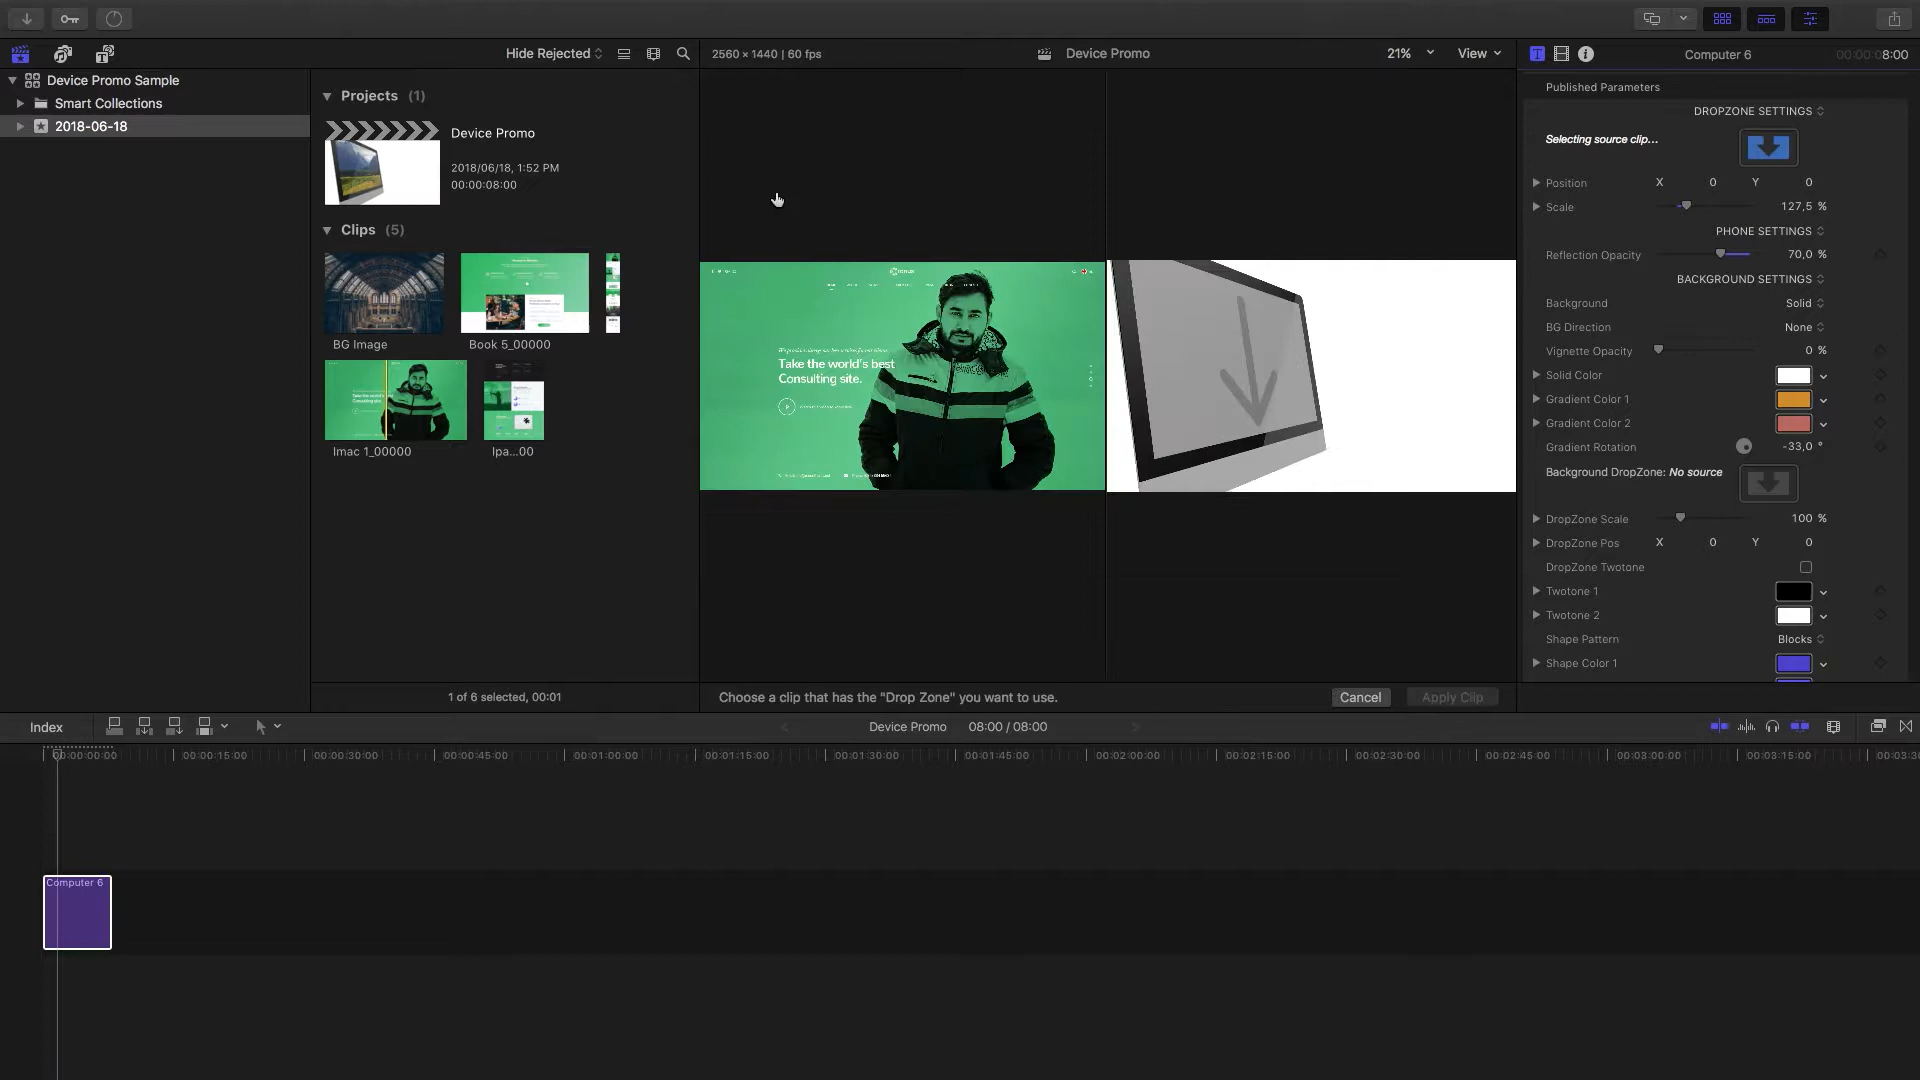 Hide Rejected
2560 × 1440 | 60 fps
Device Promo
21%
View
Computer 6
00:00:08:00
Device Promo Sample
Smart Collections
2018-06-18
Projects (1)
Device Promo
2018/06/18, 1:52 PM
00:00:08:00
Clips (5)
BG Image
Book 5_00000
Imac 1_00000
Ipa...00
1 of 6 selected, 00:01
Take the world's best
Consulting site.
Choose a clip that has the "Drop Zone" you want to use.
Cancel
Apply Clip
Published Parameters
DROPZONE SETTINGS
Selecting source clip...
Position X 0 Y 0
Scale 127,5 %
PHONE SETTINGS
Reflection Opacity 70,0 %
BACKGROUND SETTINGS
Background Solid
BG Direction None
Vignette Opacity 0 %
Solid Color
Gradient Color 1
Gradient Color 2
Gradient Rotation -33,0 °
Background DropZone: No source
DropZone Scale 100 %
DropZone Pos X 0 Y 0
DropZone Twotone
Twotone 1
Twotone 2
Shape Pattern Blocks
Shape Color 1
Index
Device Promo 08:00 / 08:00
00:00:00:00 00:00:15:00 00:00:30:00 00:00:45:00 00:01:00:00 00:01:15:00 00:01:30:00 00:01:45:00 00:02:00:00 00:02:15:00 00:02:30:00 00:02:45:00 00:03:00:00 00:03:15:00 00:03:30
Computer 6